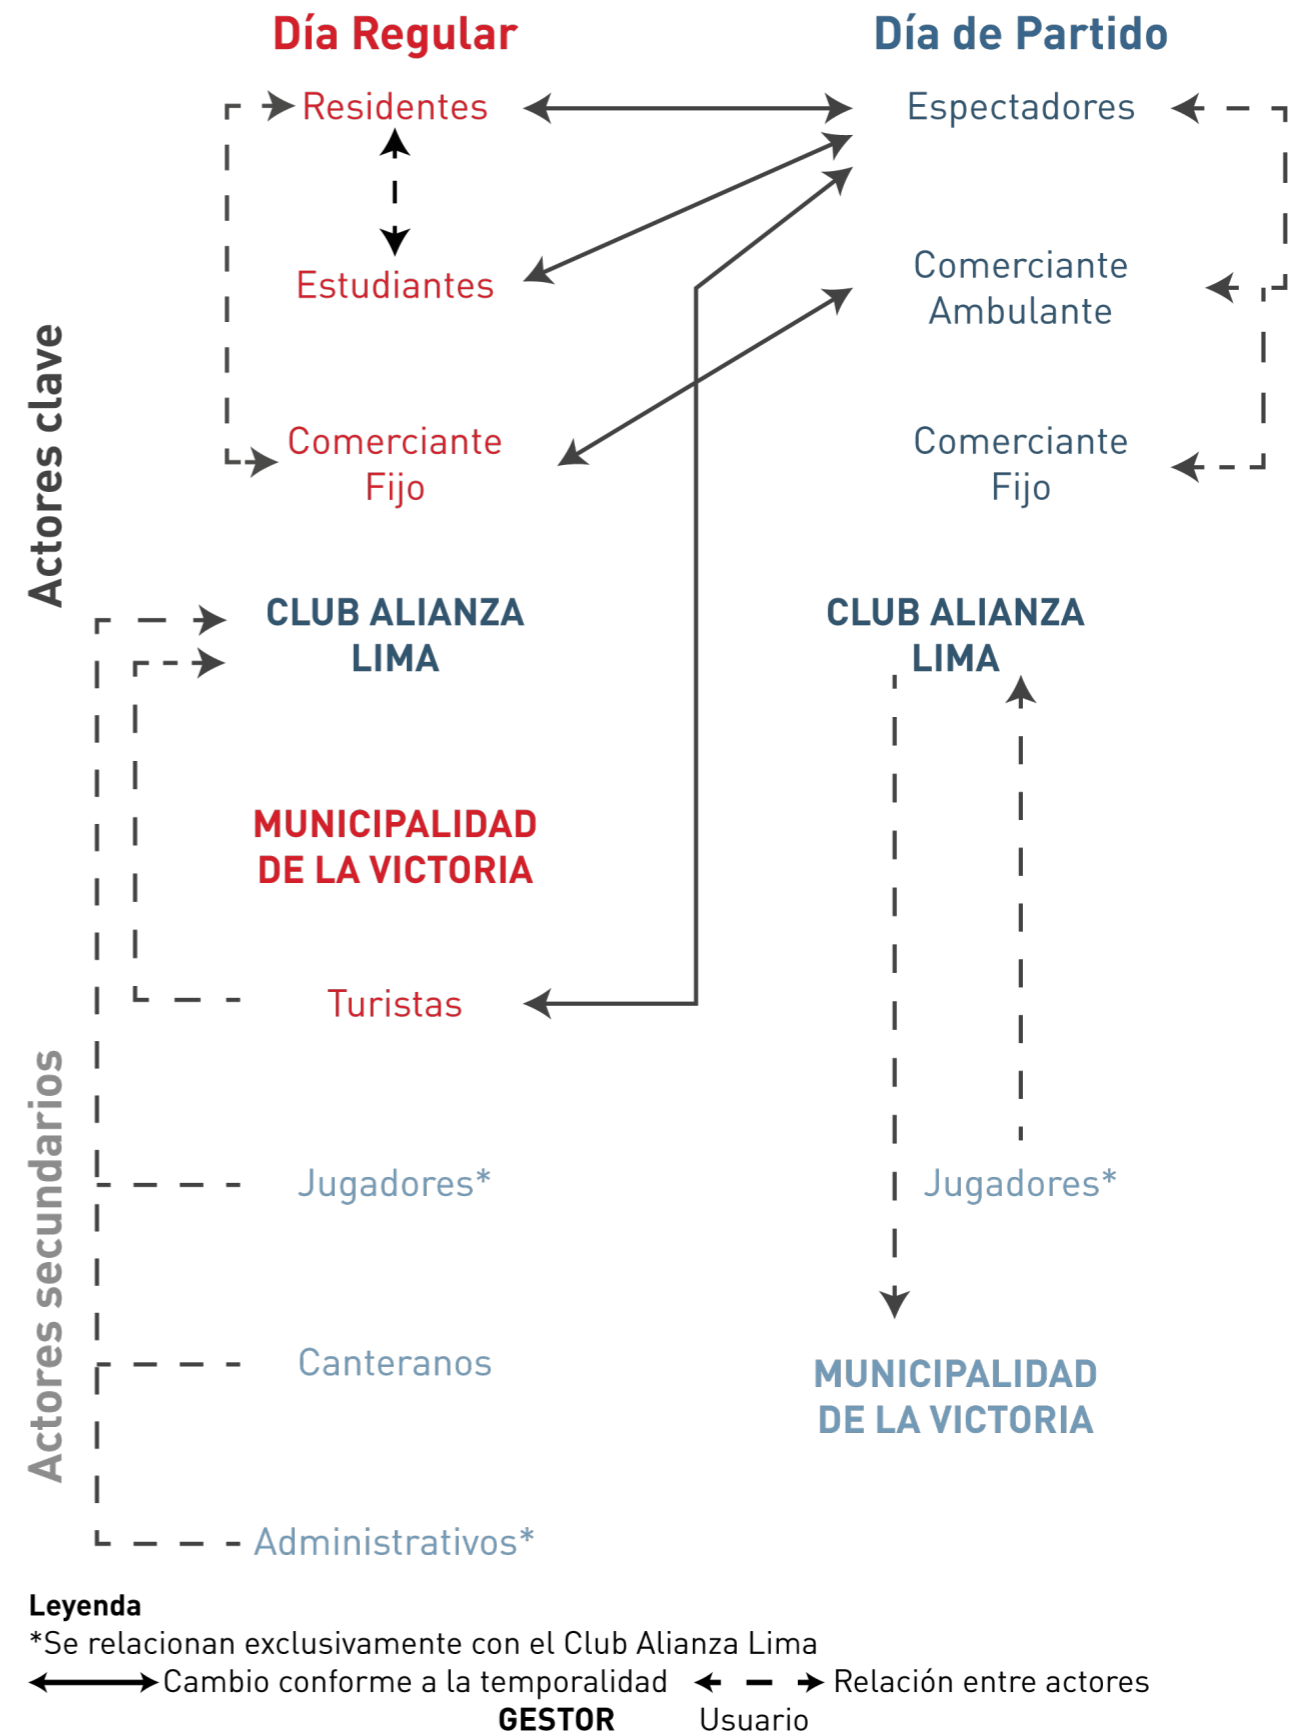 Día Regular
Día de Partido
Actores clave
Residentes
Espectadores
Estudiantes
Comerciante
Ambulante
Comerciante
Fijo
Comerciante
Fijo
CLUB ALIANZA
LIMA
CLUB ALIANZA
LIMA
MUNICIPALIDAD
DE LA VICTORIA
Actores secundarios
Turistas
Jugadores*
Jugadores*
Canteranos
MUNICIPALIDAD
DE LA VICTORIA
Administrativos*
Leyenda
*Se relacionan exclusivamente con el Club Alianza Lima
Cambio conforme a la temporalidad
Relación entre actores
GESTOR
Usuario